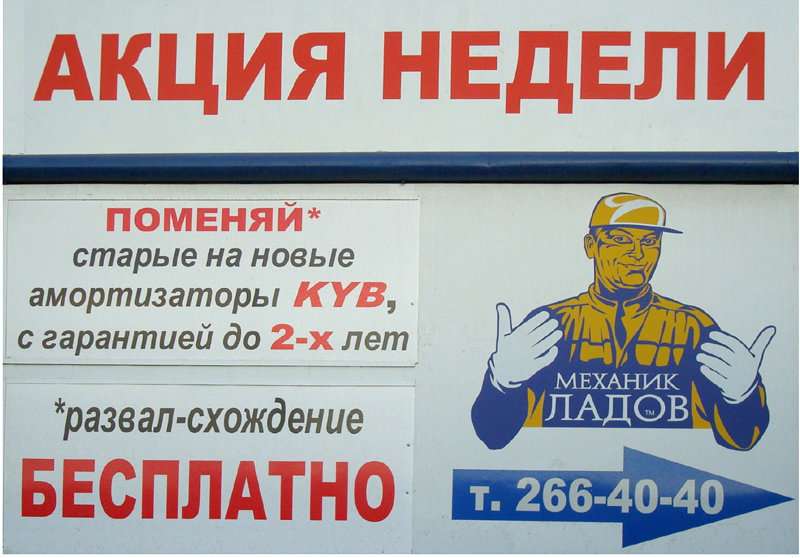 АКЦИЯ НЕДЕЛИ
ПОМЕНЯЙ*
старые на новые
амортизаторы KYB,
с гарантией до 2-х лет
*развал-схождение
БЕСПЛАТНО
МЕХАНИК
ЛАДОВ TM
т. 266-40-40